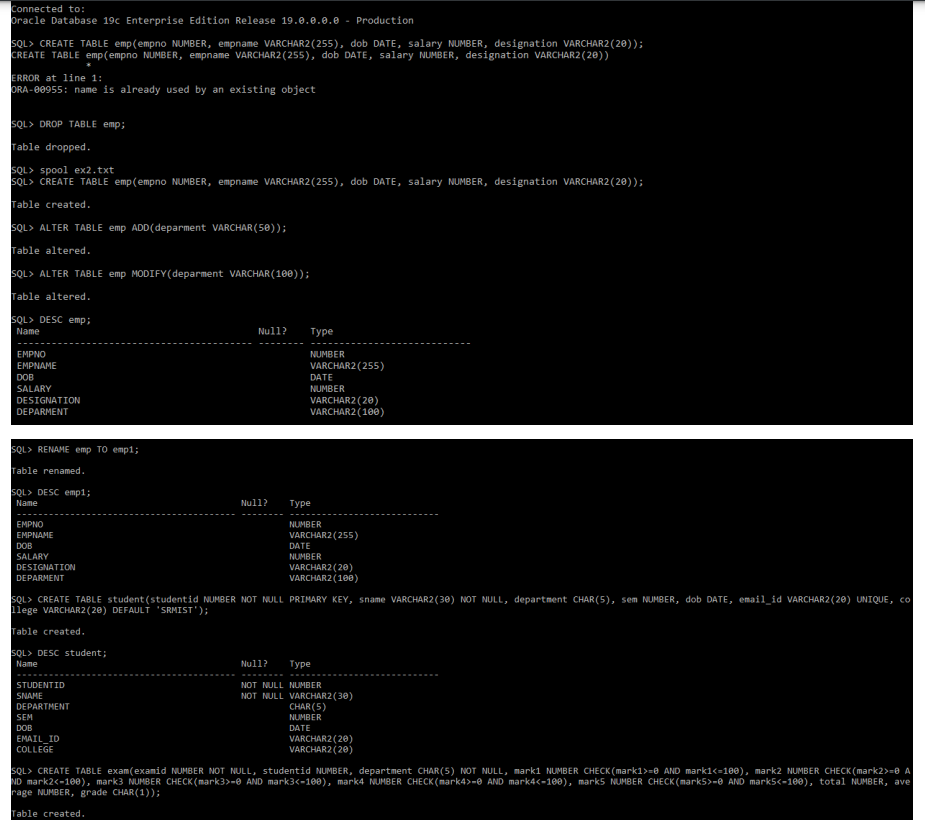 Connected to:
Oracle Database 19c Enterprise Edition Release 19.0.0.0.0 - Production
SQL> CREATE TABLE emp(empno NUMBER, empname VARCHAR2(255), dob DATE, salary NUMBER, designation VARCHAR2(20));
CREATE TABLE emp(empno NUMBER, empname VARCHAR2(255), dob DATE, salary NUMBER, designation VARCHAR2(20))
*
ERROR at line 1:
ORA-00955: name is already used by an existing object
SQL> DROP TABLE emp;
Table dropped.
SQL> spool ex2.txt
SQL> CREATE TABLE emp(empno NUMBER, empname VARCHAR2(255), dob DATE, salary NUMBER, designation VARCHAR2(20));
Table created.
SQL> ALTER TABLE emp ADD(deparment VARCHAR(50));
Table altered.
SQL> ALTER TABLE emp MODIFY(deparment VARCHAR(100));
Table altered.
SQL> DESC emp;
Name Null? Type
----------------------------------------- -------- ----------------------------
EMPNO NUMBER
EMPNAME VARCHAR2(255)
DOB DATE
SALARY NUMBER
DESIGNATION VARCHAR2(20)
DEPARMENT VARCHAR2(100)
SQL> RENAME emp TO emp1;
Table renamed.
SQL> DESC emp1;
Name Null? Type
----------------------------------------- -------- ----------------------------
EMPNO NUMBER
EMPNAME VARCHAR2(255)
DOB DATE
SALARY NUMBER
DESIGNATION VARCHAR2(20)
DEPARMENT VARCHAR2(100)
SQL> CREATE TABLE student(studentid NUMBER NOT NULL PRIMARY KEY, sname VARCHAR2(30) NOT NULL, department CHAR(5), sem NUMBER, dob DATE, email_id VARCHAR2(20) UNIQUE, co
llege VARCHAR2(20) DEFAULT 'SRMIST');
Table created.
SQL> DESC student;
Name Null? Type
----------------------------------------- -------- ----------------------------
STUDENTID NOT NULL NUMBER
SNAME NOT NULL VARCHAR2(30)
DEPARTMENT CHAR(5)
SEM NUMBER
DOB DATE
EMAIL_ID VARCHAR2(20)
COLLEGE VARCHAR2(20)
SQL> CREATE TABLE exam(examid NUMBER NOT NULL, studentid NUMBER, department CHAR(5) NOT NULL, mark1 NUMBER CHECK(mark1>=0 AND mark1<=100), mark2 NUMBER CHECK(mark2>=0 A
ND mark2<=100), mark3 NUMBER CHECK(mark3>=0 AND mark3<=100), mark4 NUMBER CHECK(mark4>=0 AND mark4<=100), mark5 NUMBER CHECK(mark5>=0 AND mark5<=100), total NUMBER, ave
rage NUMBER, grade CHAR(1));
Table created.